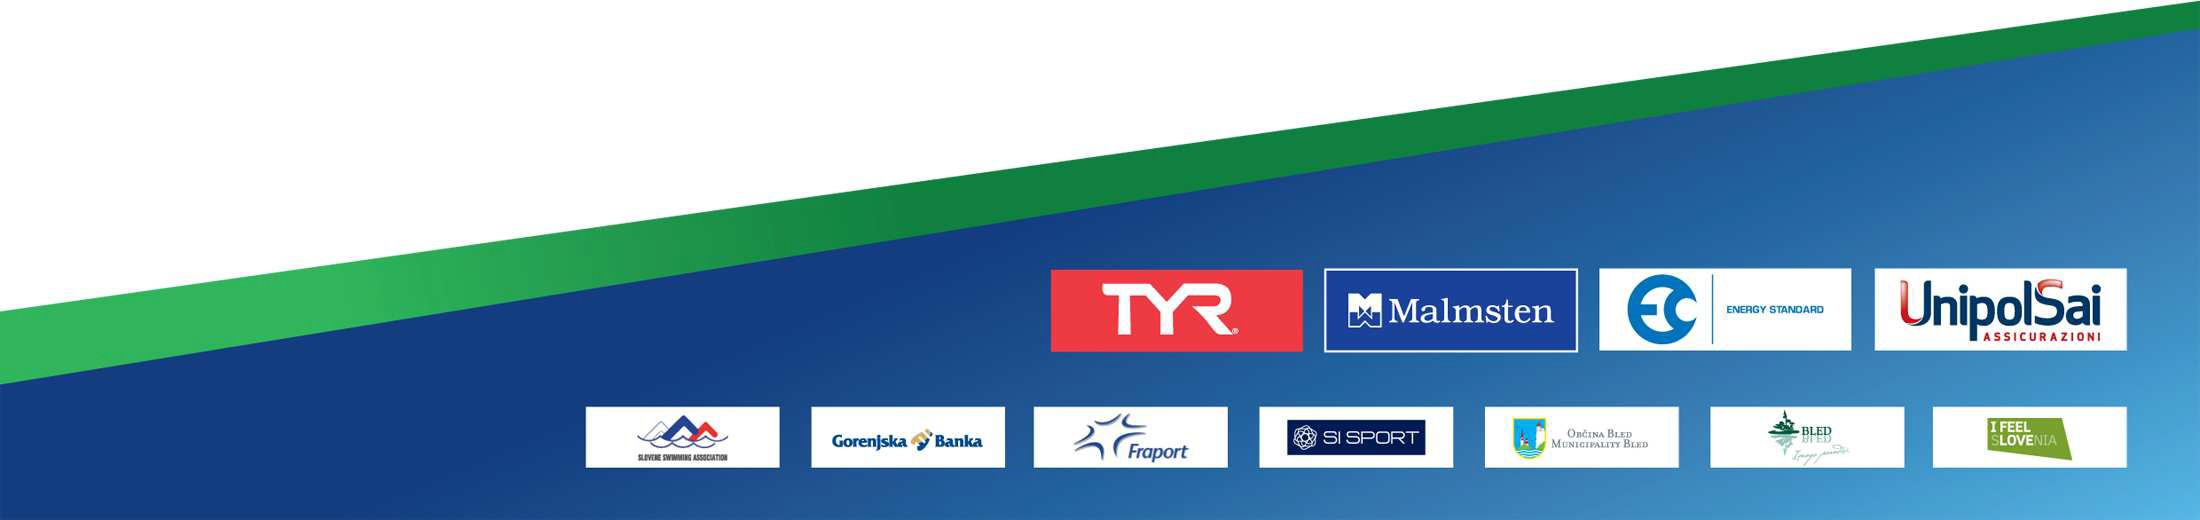 TYR®
Malmsten
ENERGY STANDARD
UnipolSai
ASSICURAZIONI
SLOVENE SWIMMING ASSOCIATION
Gorenjska Banka
Fraport
SI SPORT
OBČINA BLED
MUNICIPALITY BLED
BLED
I FEEL
SLOVENIA